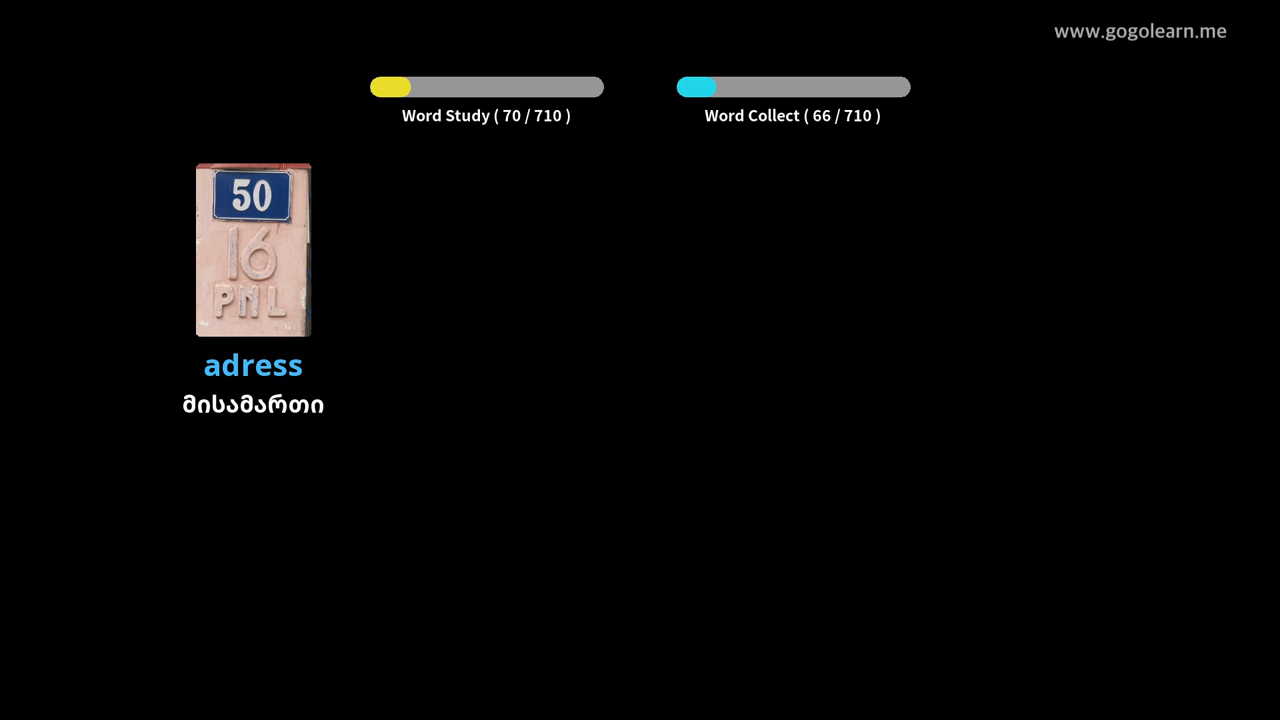 www.gogolearn.me
Word Study ( 70 / 710 )
Word Collect ( 66 / 710 )
50
16
PNL
adress
მისამართი